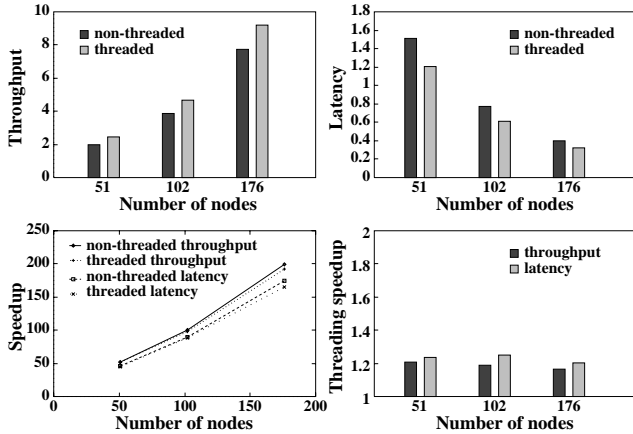 10
8
6
4
2
0
Throughput
non-threaded
threaded
51 102 176
Number of nodes
1.8
1.6
1.4
1.2
1
0.8
0.6
0.4
0.2
0
Latency
non-threaded
threaded
51 102 176
Number of nodes
250
200
150
100
50
0
Speedup
non-threaded throughput
threaded throughput
non-threaded latency
threaded latency
0 50 100 150 200
Number of nodes
2
1.8
1.6
1.4
1.2
1
Threading speedup
throughput
latency
51 102 176
Number of nodes